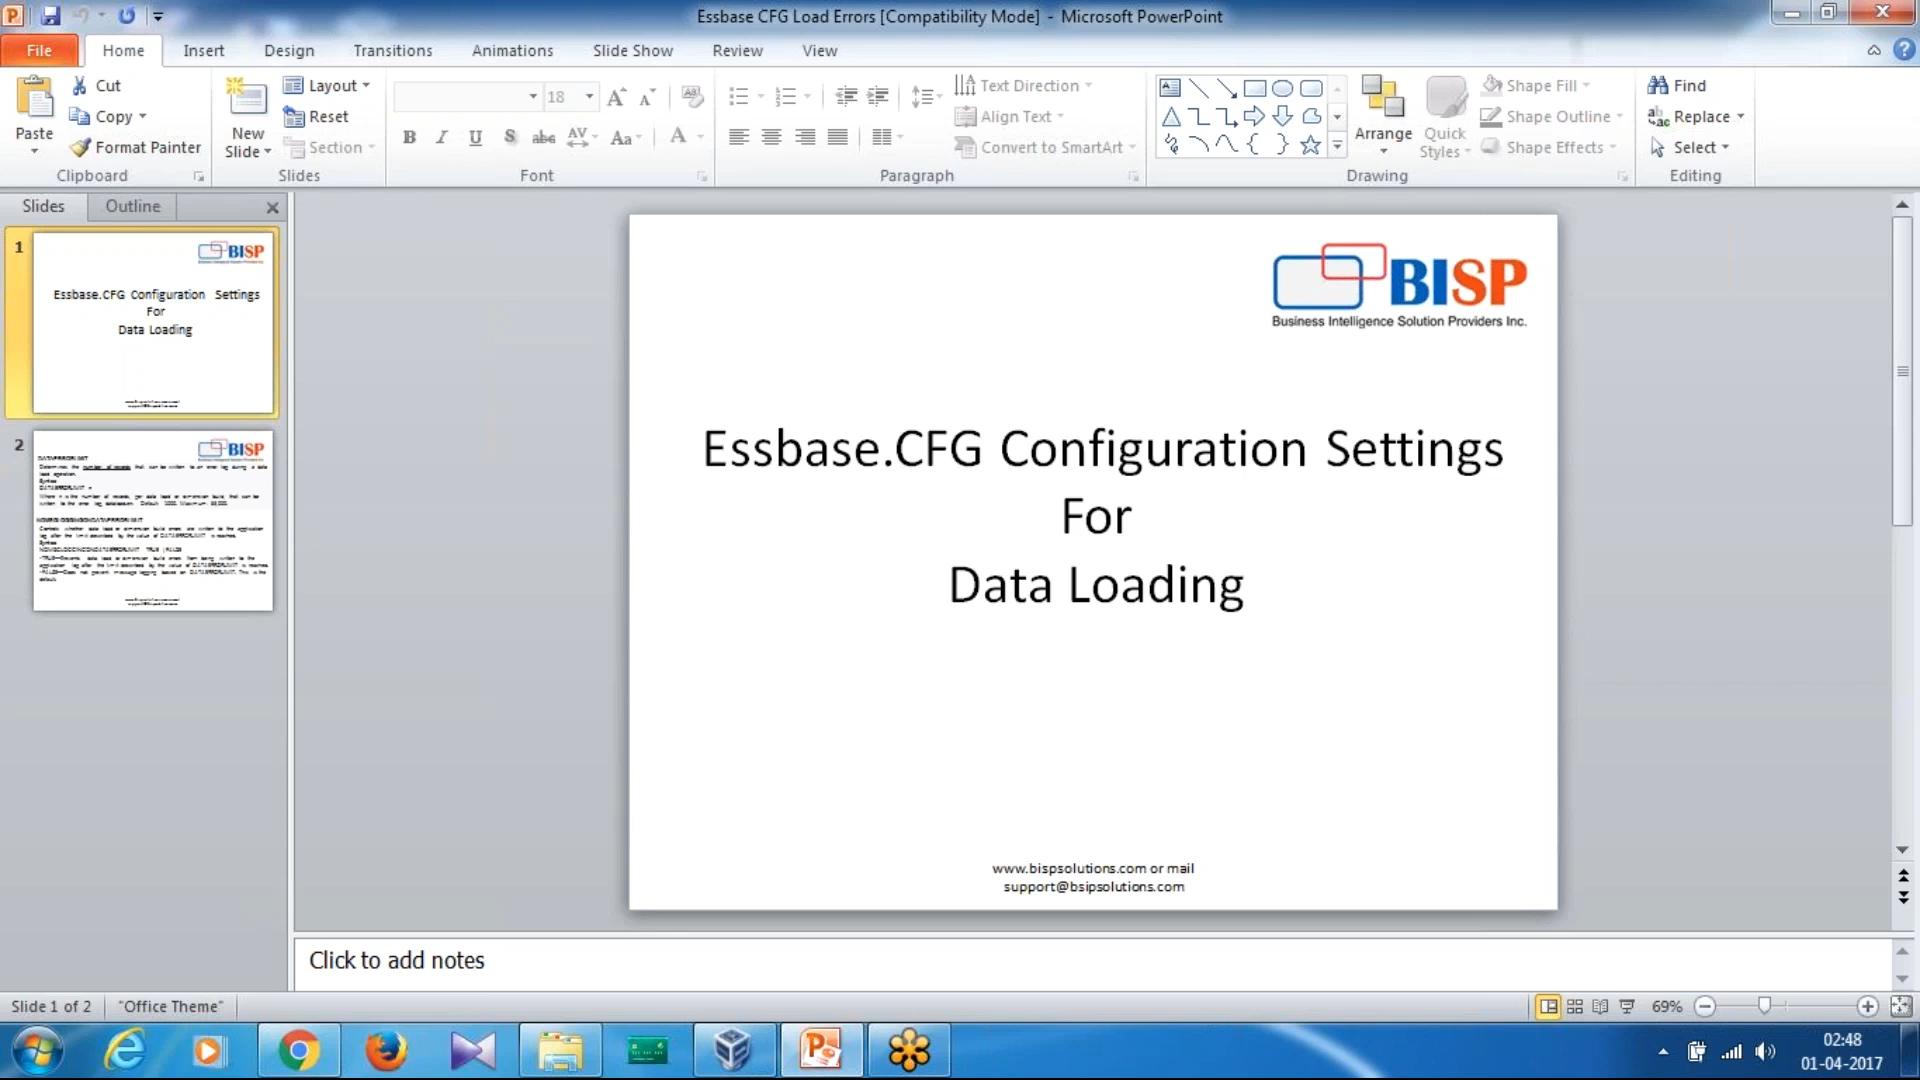 Essbase CFG Load Errors [Compatibility Mode] - Microsoft PowerPoint
File Home Insert Design Transitions Animations Slide Show Review View
Paste
Cut
Copy
Format Painter
Clipboard
New Slide
Layout
Reset
Section
Slides
18
Font
Text Direction
Align Text
Convert to SmartArt
Paragraph
Arrange
Quick Styles
Shape Fill
Shape Outline
Shape Effects
Drawing
Find
Replace
Select
Editing
Slides Outline
1
BISP
Essbase.CFG Configuration Settings
For
Data Loading
2
BISP
BISP
Business Intelligence Solution Providers Inc.
Essbase.CFG Configuration Settings
For
Data Loading
www.bispsolutions.com or mail
support@bsipsolutions.com
Click to add notes
Slide 1 of 2 "Office Theme" 69%
02:48
01-04-2017